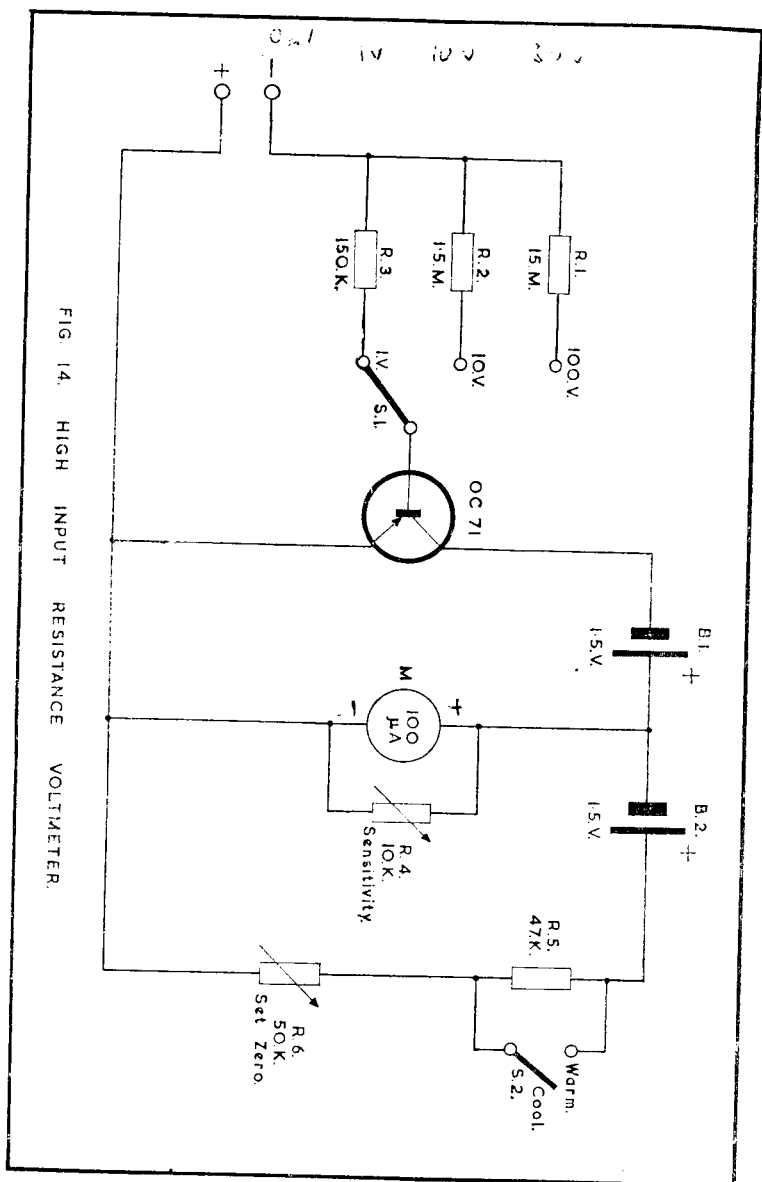 +
-
R.1.
15 M.
100.V.
R.2.
1·5.M.
10.V.
R.3.
150.K.
1.V.
S.1.
OC 71
B.1.
+
1·5.V.
B.2.
+
1·5.V.
M
+
100
µA
-
R.4.
10.K.
Sensitivity.
R.5.
47.K.
Warm.
Cool.
S.2.
R.6.
50.K.
Set Zero.
FIG. 14. HIGH INPUT RESISTANCE VOLTMETER.
1V 10V